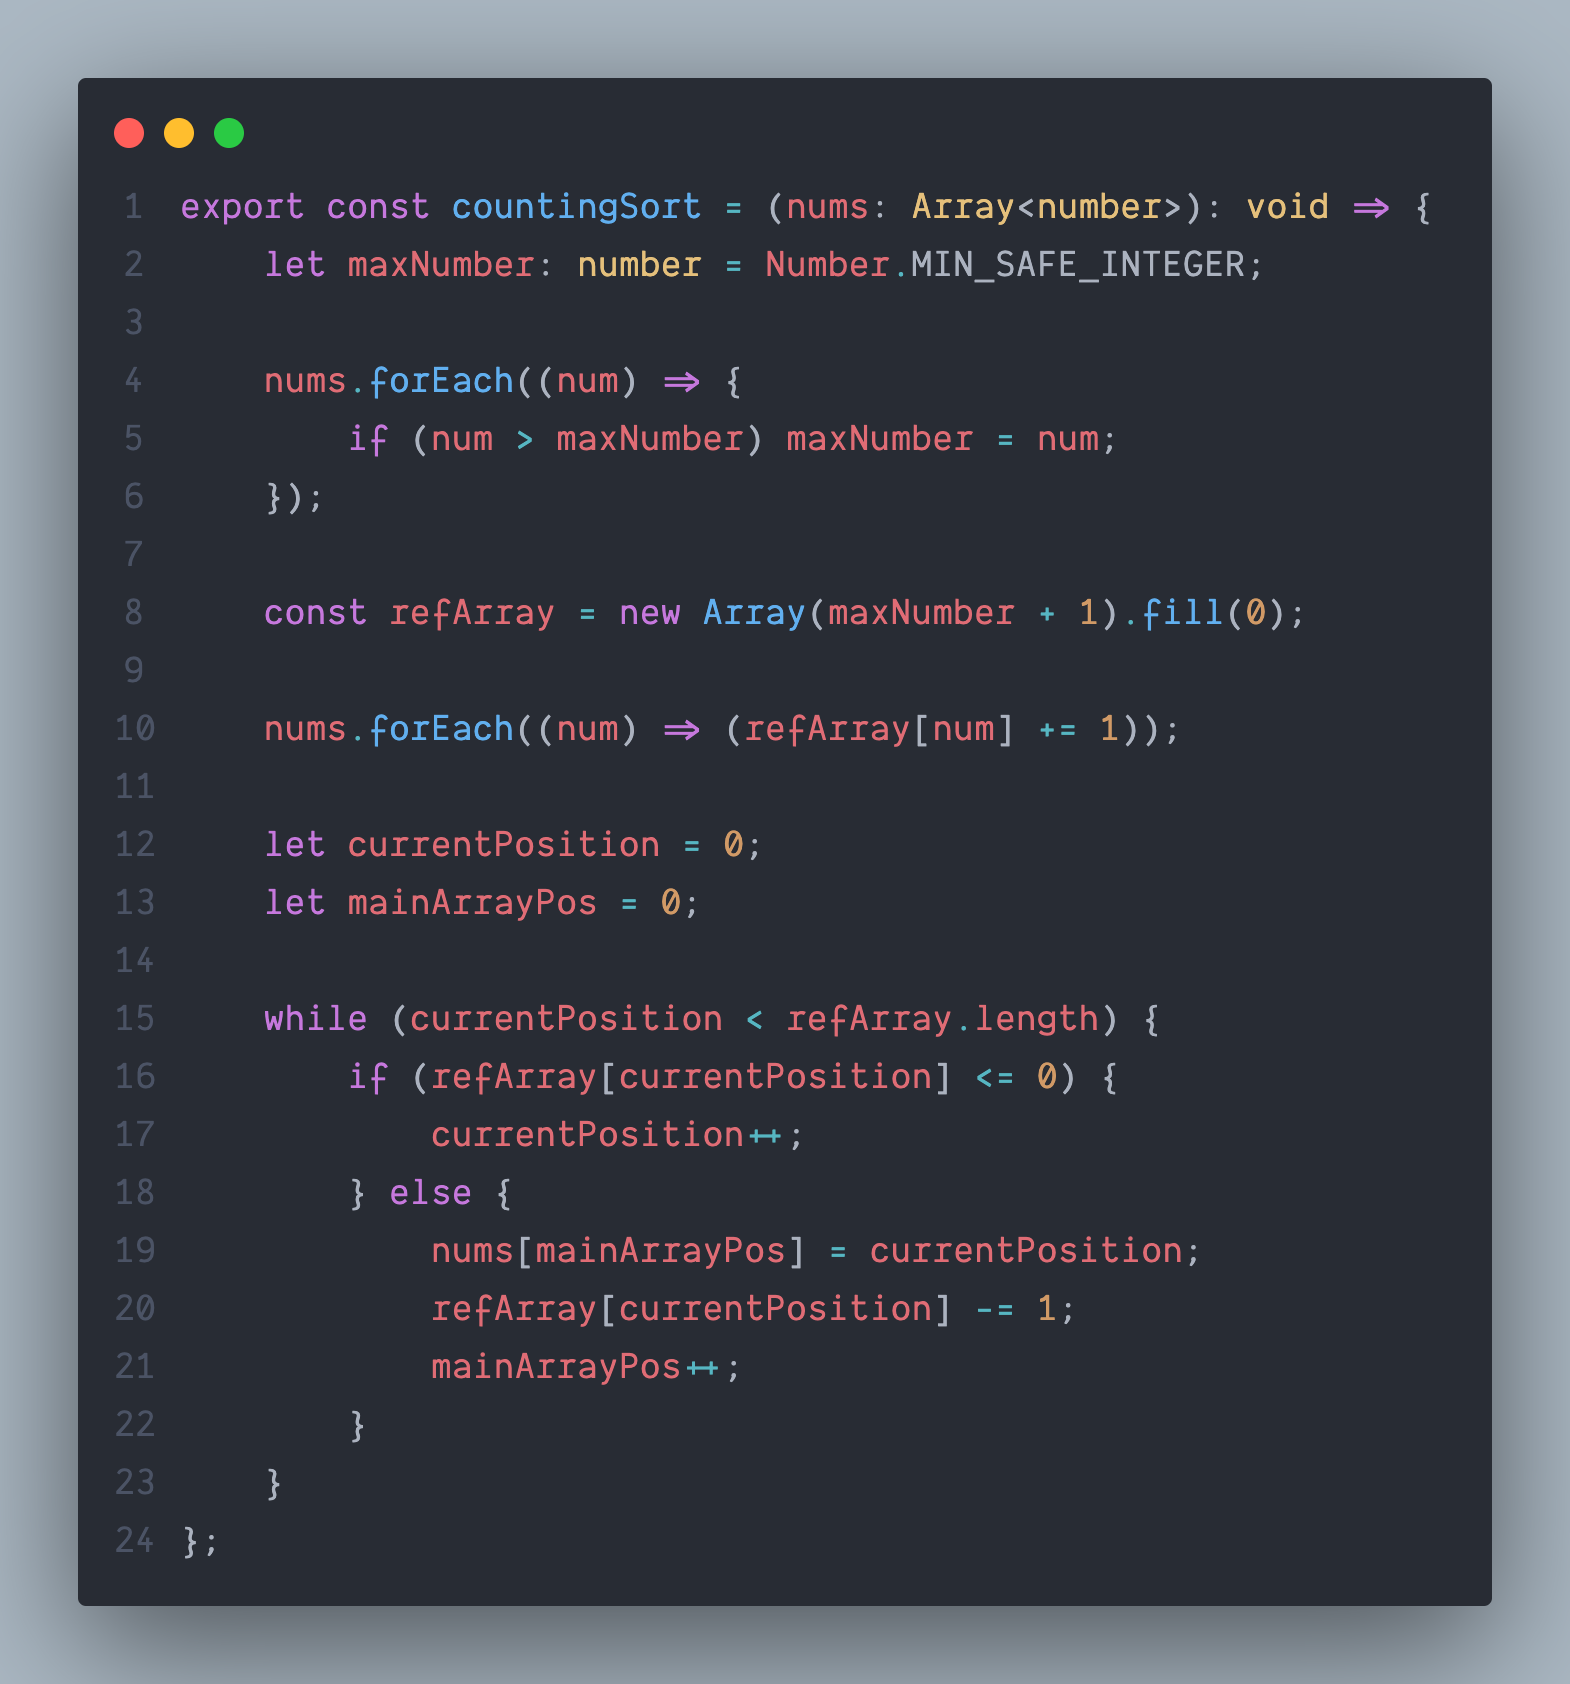 1 export const countingSort = (nums: Array<number>): void => {
2     let maxNumber: number = Number.MIN_SAFE_INTEGER;
3
4     nums.forEach((num) => {
5         if (num > maxNumber) maxNumber = num;
6     });
7
8     const refArray = new Array(maxNumber + 1).fill(0);
9
10     nums.forEach((num) => (refArray[num] += 1));
11
12     let currentPosition = 0;
13     let mainArrayPos = 0;
14
15     while (currentPosition < refArray.length) {
16         if (refArray[currentPosition] <= 0) {
17             currentPosition++;
18         } else {
19             nums[mainArrayPos] = currentPosition;
20             refArray[currentPosition] -= 1;
21             mainArrayPos++;
22         }
23     }
24 };